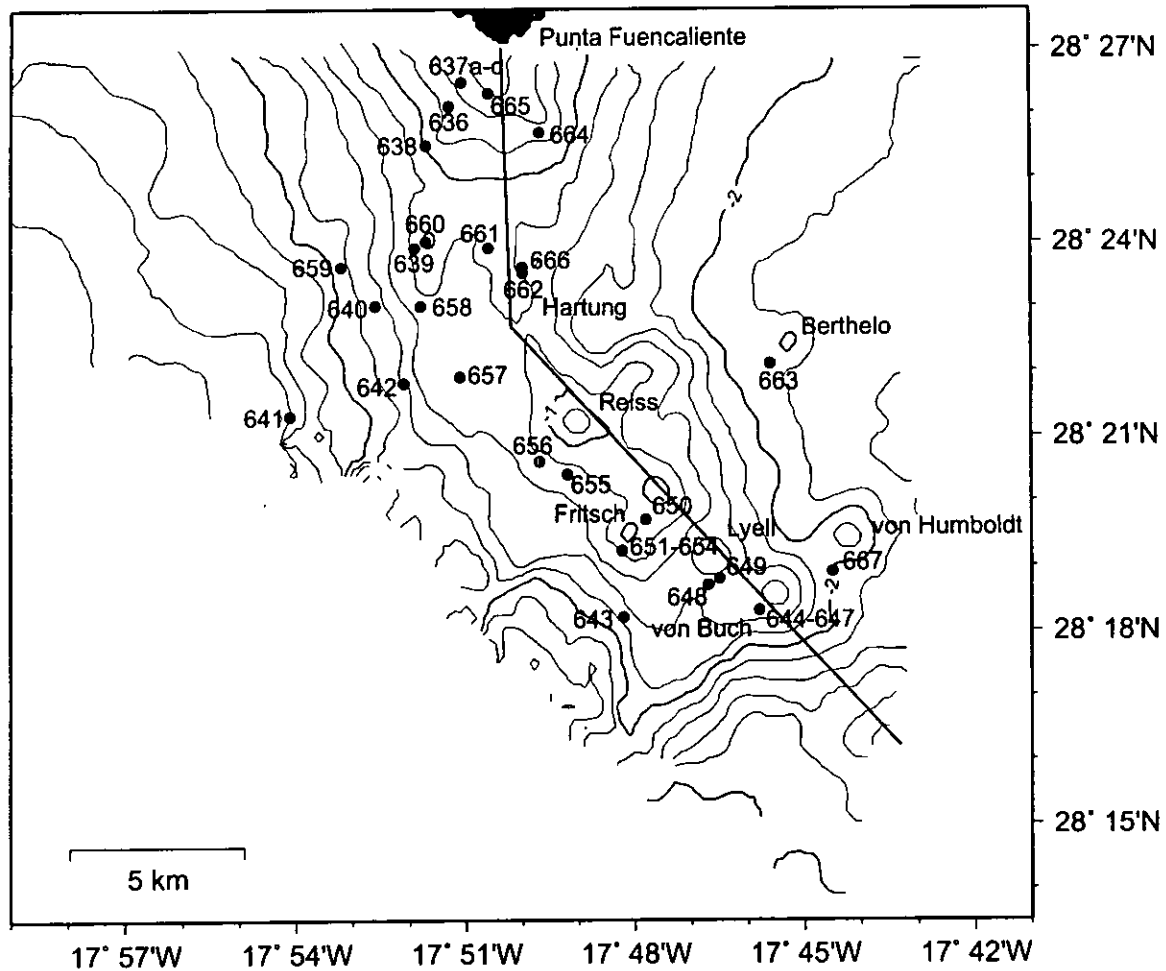 Punta Fuencaliente
28° 27'N
637a-c
665
636
664
638
-2
660
661
28° 24'N
639
666
659
662
Hartung
640
658
Berthelo
663
657
642
Reiss
-1
641
28° 21'N
656
655
650
Fritsch
Lyell
von Humboldt
651-654
649
667
648
-2
643
von Buch
644-647
28° 18'N
28° 15'N
5 km
17° 57'W 17° 54'W 17° 51'W 17° 48'W 17° 45'W 17° 42'W